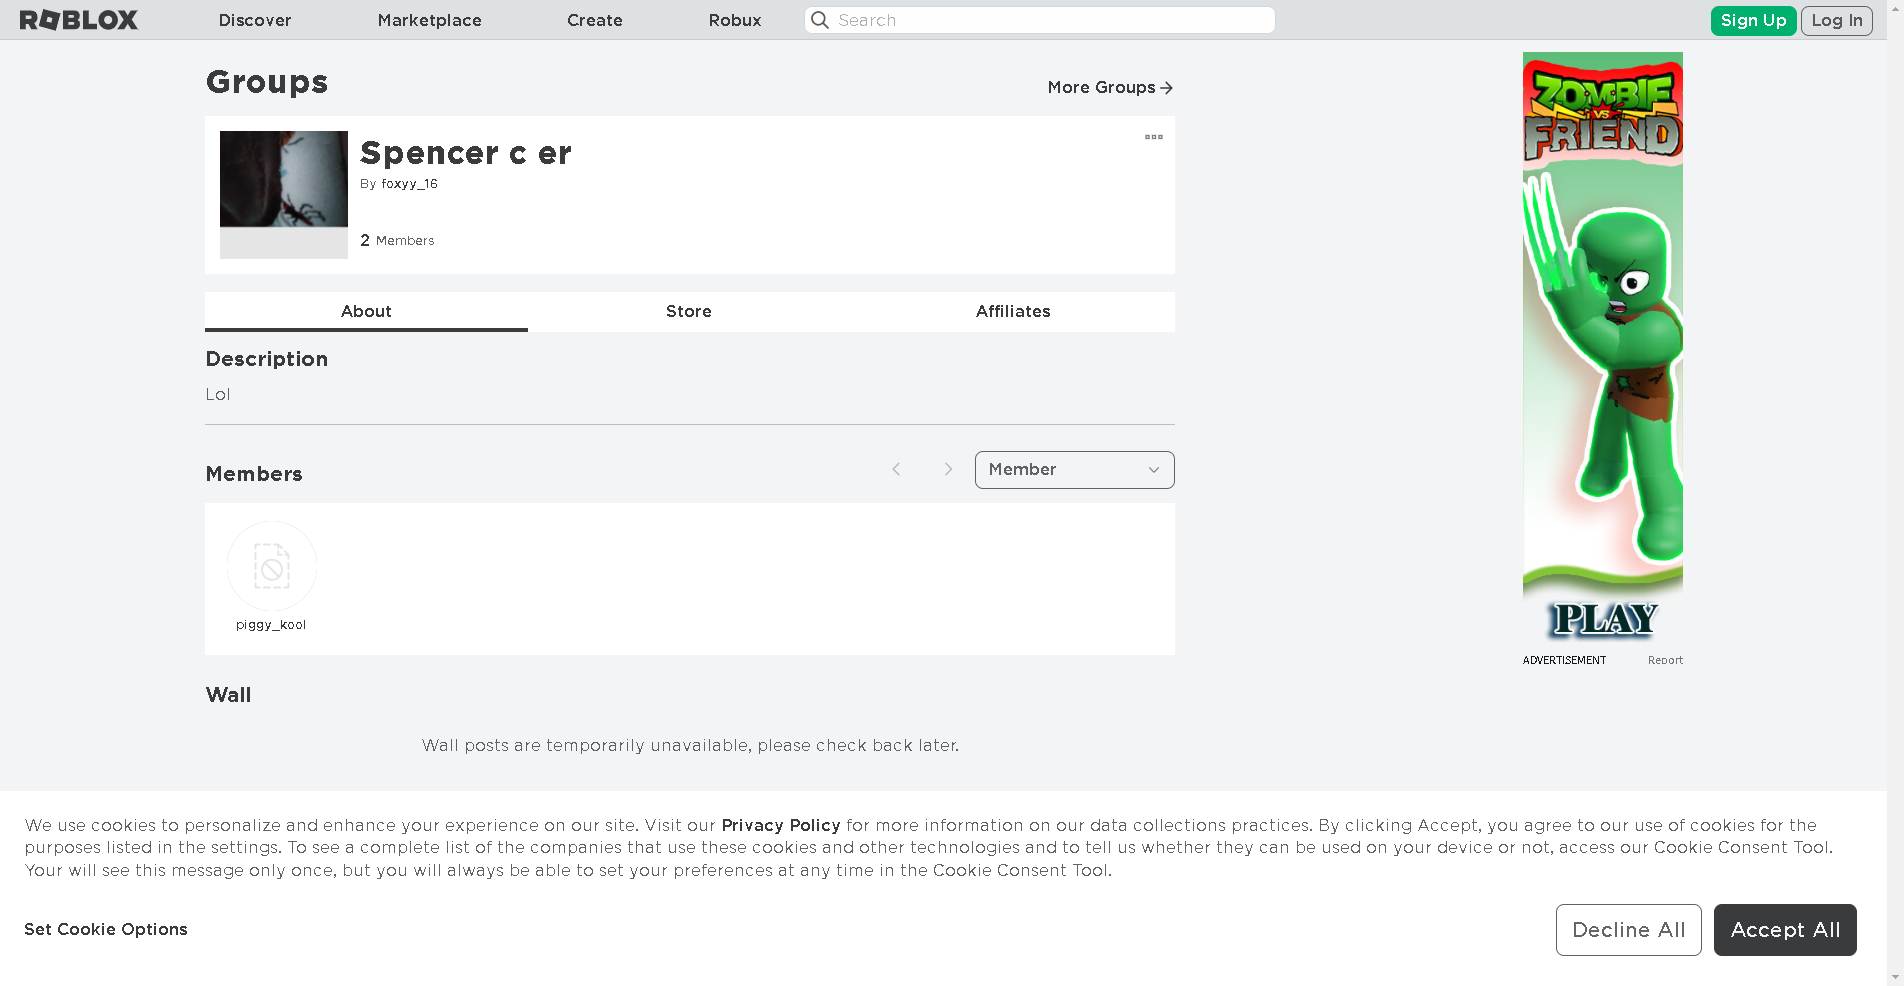 ROBLOX
Discover
Marketplace
Create
Robux
Search
Sign Up
Log In
Groups
More Groups
Spencer c er
By foxyy_16
2 Members
About
Store
Affiliates
Description
Lol
Members
Member
piggy_kool
Wall
Wall posts are temporarily unavailable, please check back later.
ZOMBIE
VS
FRIEND
PLAY
ADVERTISEMENT
Report
We use cookies to personalize and enhance your experience on our site. Visit our Privacy Policy for more information on our data collections practices. By clicking Accept, you agree to our use of cookies for the
purposes listed in the settings. To see a complete list of the companies that use these cookies and other technologies and to tell us whether they can be used on your device or not, access our Cookie Consent Tool.
Your will see this message only once, but you will always be able to set your preferences at any time in the Cookie Consent Tool.
Set Cookie Options
Decline All
Accept All